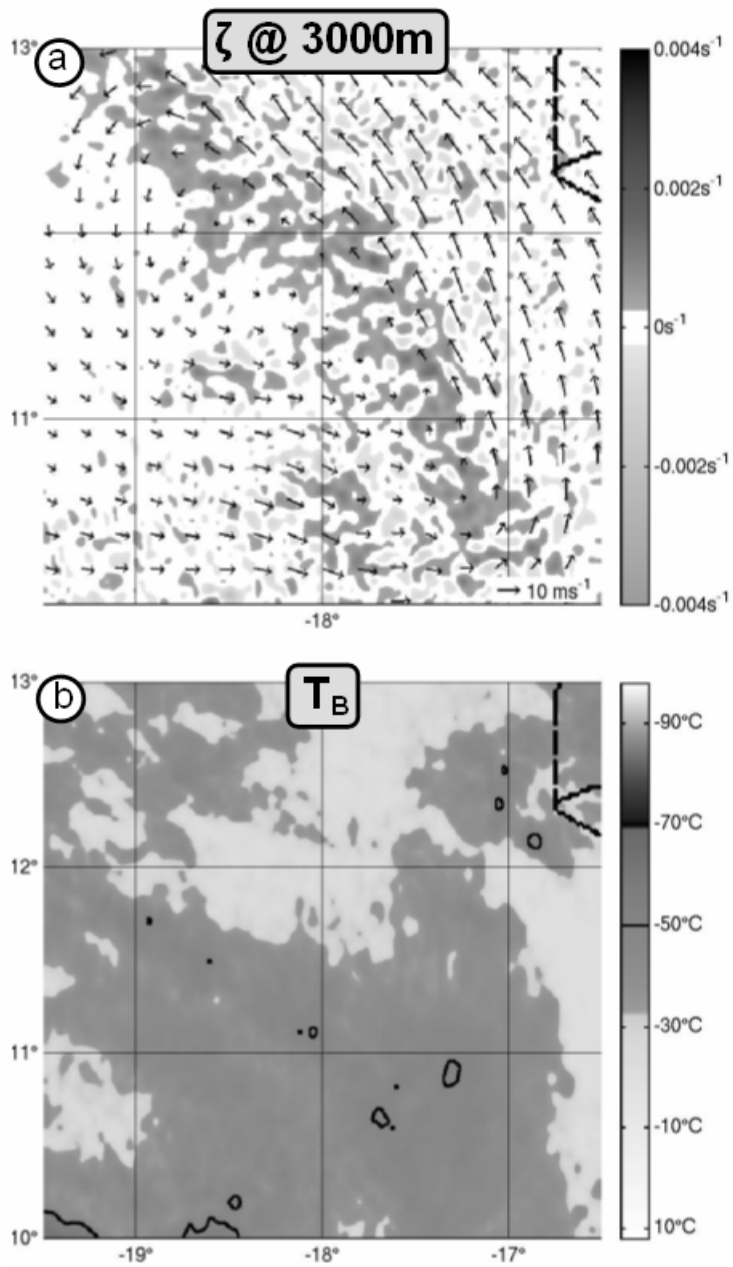 a
ζ @ 3000m
13°
11°
-18°
10 ms⁻¹
0.004s⁻¹
0.002s⁻¹
0s⁻¹
-0.002s⁻¹
-0.004s⁻¹
b
T_B
13°
12°
11°
10°
-19°
-18°
-17°
-90°C
-70°C
-50°C
-30°C
-10°C
10°C